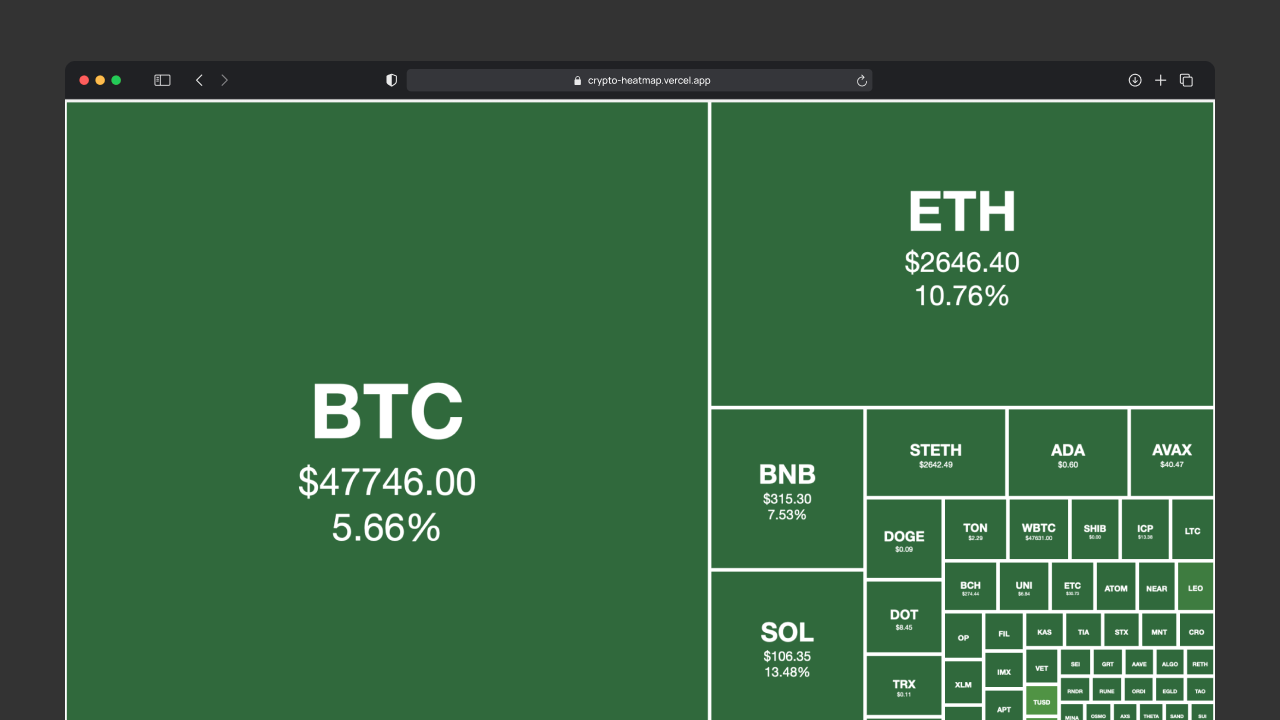 crypto-heatmap.vercel.app
BTC
$47746.00
5.66%
ETH
$2646.40
10.76%
BNB
$315.30
7.53%
SOL
$106.35
13.48%
STETH
$2642.49
ADA
$0.60
AVAX
$40.47
DOGE
$0.09
DOT
$8.45
TRX
$0.11
TON
$2.29
WBTC
$47631.00
SHIB
$0.00
ICP
$13.36
LTC
BCH
$274.44
UNI
ETC
ATOM
NEAR
LEO
OP
XLM
FIL
IMX
APT
KAS
TIA
STX
MNT
CRO
VET
TUSD
SEI
GRT
AAVE
ALGO
RETH
RNDR
RUNE
ORDI
EGLD
TAO
MINA
OSMO
AXS
THETA
SAND
SUI